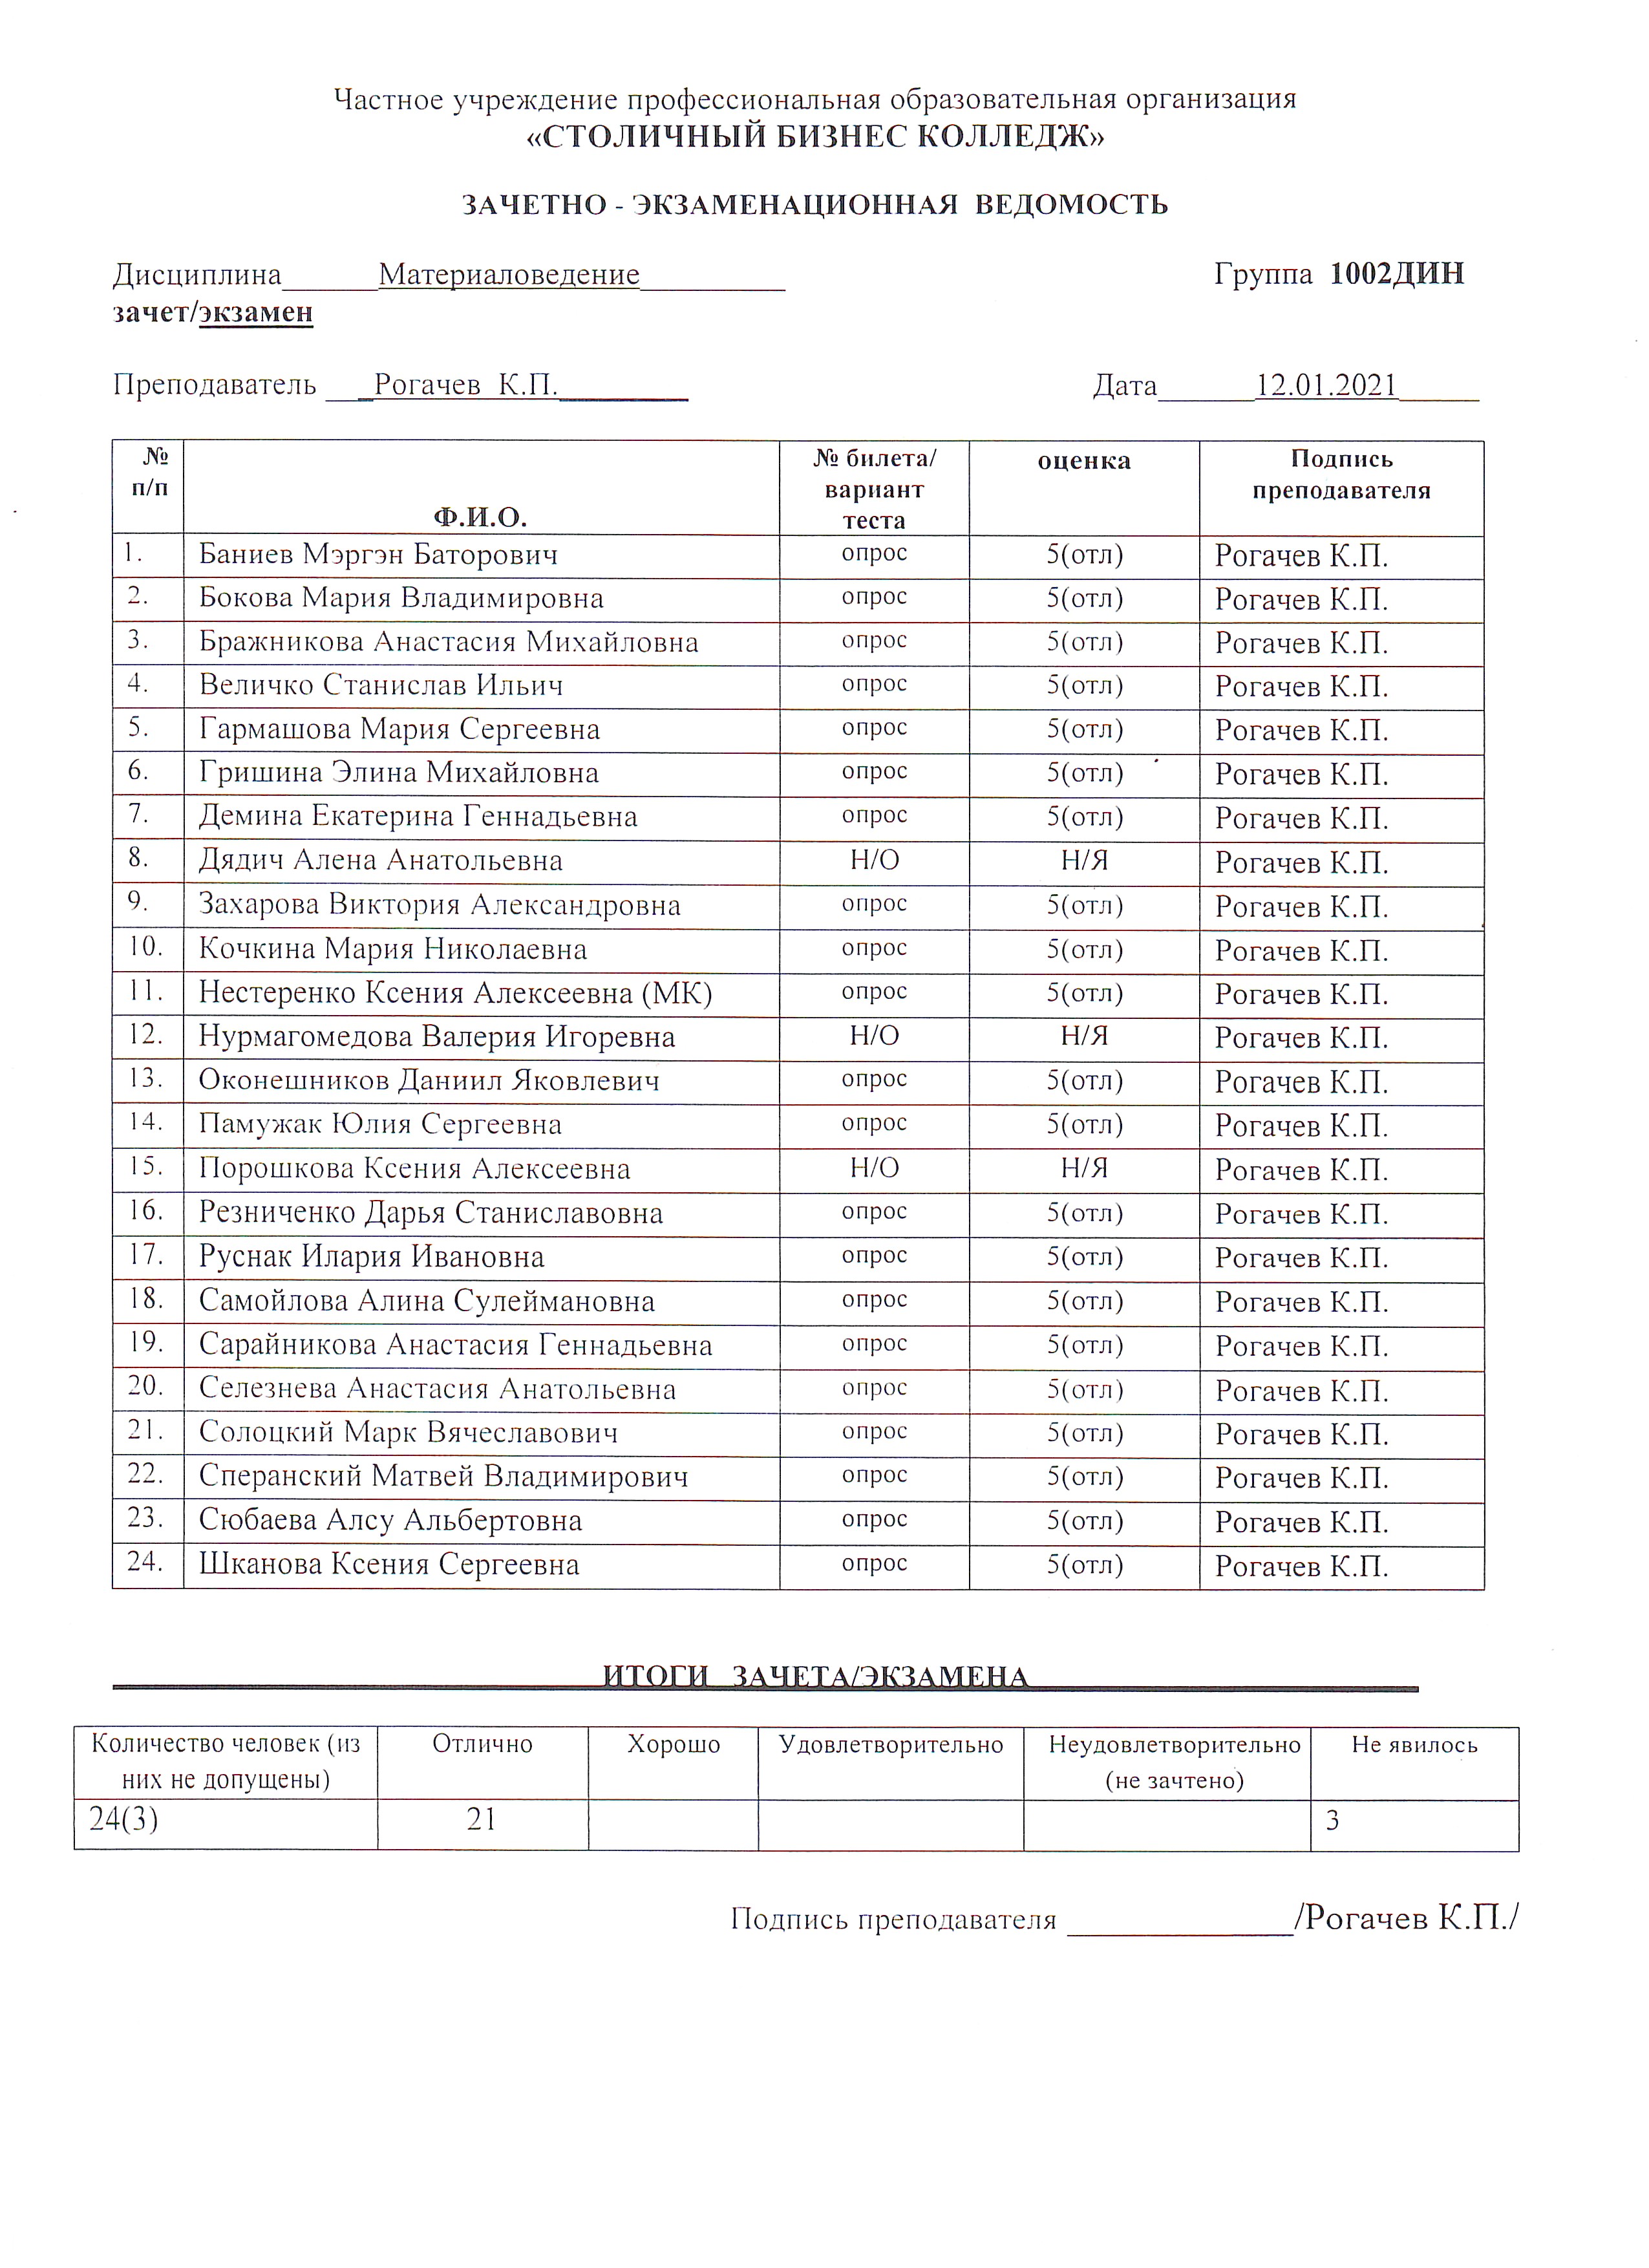 Частное учреждение профессиональная образовательная организация
«СТОЛИЧНЫЙ БИЗНЕС КОЛЛЕДЖ»
ЗАЧЕТНО - ЭКЗАМЕНАЦИОННАЯ ВЕДОМОСТЬ
Дисциплина______Материаловедение_________ Группа 1002ДИН
зачет/экзамен
Преподаватель ___Рогачев К.П.________ Дата______12.01.2021_____
№ п/п Ф.И.О. № билета/ вариант теста оценка Подпись преподавателя
1. Баниев Мэргэн Баторович опрос 5(отл) Рогачев К.П.
2. Бокова Мария Владимировна опрос 5(отл) Рогачев К.П.
3. Бражникова Анастасия Михайловна опрос 5(отл) Рогачев К.П.
4. Величко Станислав Ильич опрос 5(отл) Рогачев К.П.
5. Гармашова Мария Сергеевна опрос 5(отл) Рогачев К.П.
6. Гришина Элина Михайловна опрос 5(отл) Рогачев К.П.
7. Демина Екатерина Геннадьевна опрос 5(отл) Рогачев К.П.
8. Дядич Алена Анатольевна Н/О Н/Я Рогачев К.П.
9. Захарова Виктория Александровна опрос 5(отл) Рогачев К.П.
10. Кочкина Мария Николаевна опрос 5(отл) Рогачев К.П.
11. Нестеренко Ксения Алексеевна (МК) опрос 5(отл) Рогачев К.П.
12. Нурмагомедова Валерия Игоревна Н/О Н/Я Рогачев К.П.
13. Оконешников Даниил Яковлевич опрос 5(отл) Рогачев К.П.
14. Памужак Юлия Сергеевна опрос 5(отл) Рогачев К.П.
15. Порошкова Ксения Алексеевна Н/О Н/Я Рогачев К.П.
16. Резниченко Дарья Станиславовна опрос 5(отл) Рогачев К.П.
17. Руснак Илария Ивановна опрос 5(отл) Рогачев К.П.
18. Самойлова Алина Сулеймановна опрос 5(отл) Рогачев К.П.
19. Сарайникова Анастасия Геннадьевна опрос 5(отл) Рогачев К.П.
20. Селезнева Анастасия Анатольевна опрос 5(отл) Рогачев К.П.
21. Солоцкий Марк Вячеславович опрос 5(отл) Рогачев К.П.
22. Сперанский Матвей Владимирович опрос 5(отл) Рогачев К.П.
23. Сюбаева Алсу Альбертовна опрос 5(отл) Рогачев К.П.
24. Шканова Ксения Сергеевна опрос 5(отл) Рогачев К.П.
ИТОГИ ЗАЧЕТА/ЭКЗАМЕНА
Количество человек (из них не допущены) Отлично Хорошо Удовлетворительно Неудовлетворительно (не зачтено) Не явилось
24(3) 21 3
Подпись преподавателя ______________/Рогачев К.П./